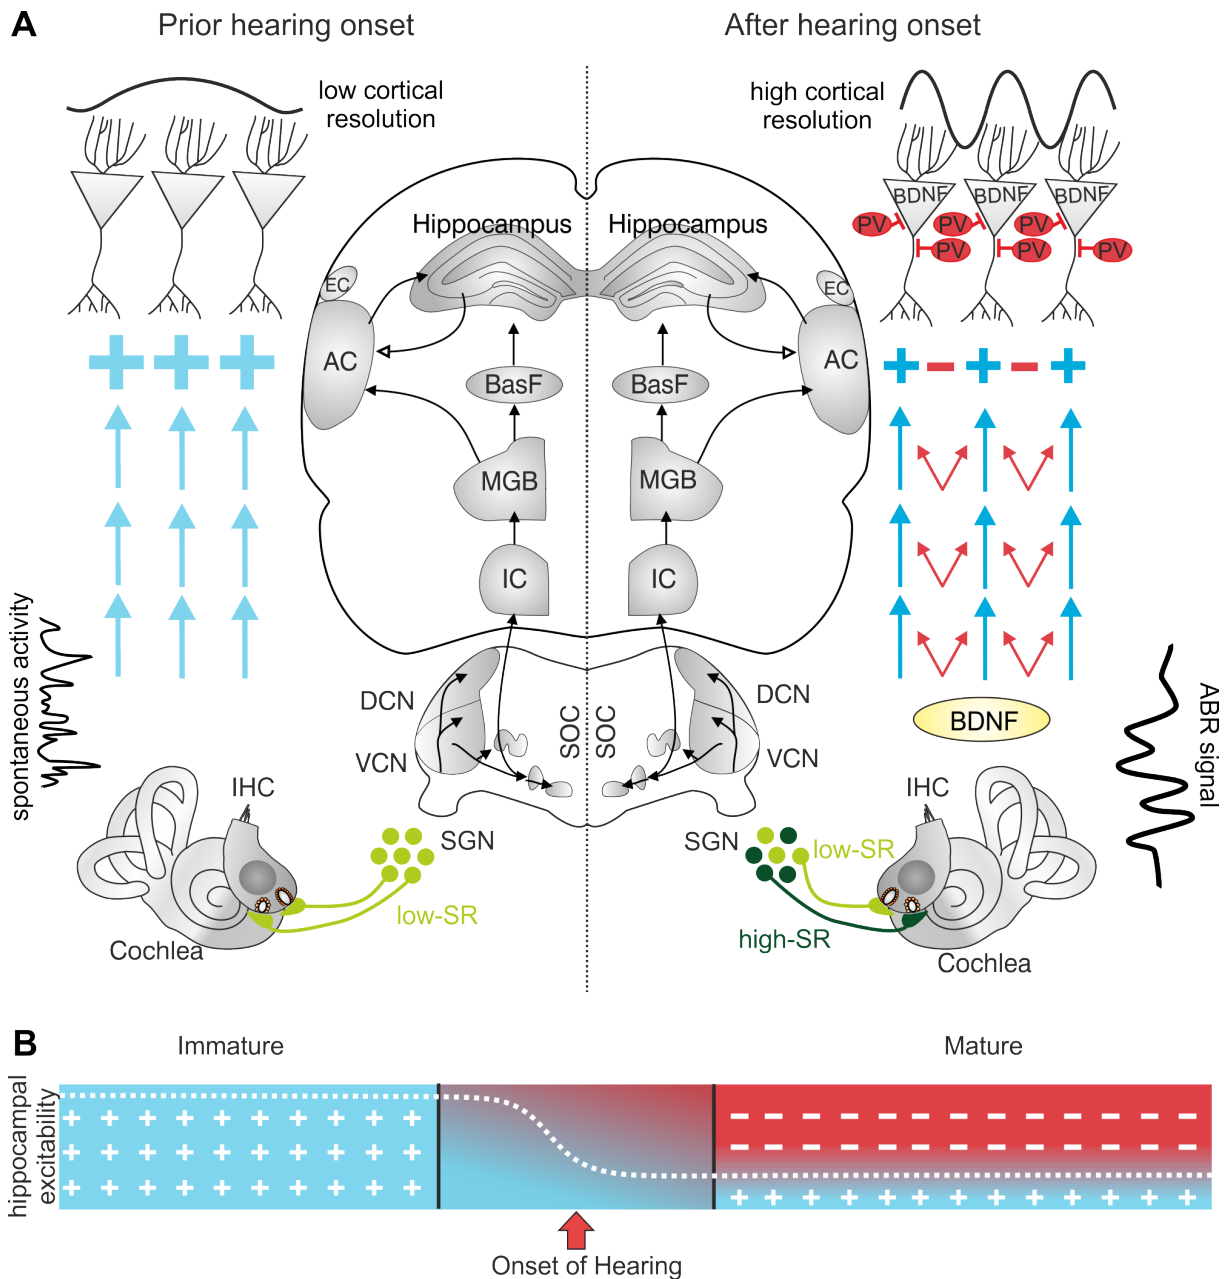 A
Prior hearing onset
After hearing onset
low cortical
resolution
high cortical
resolution
BDNF BDNF BDNF
PV PV PV
PV PV PV
Hippocampus
Hippocampus
EC
EC
AC
AC
BasF
BasF
MGB
MGB
IC
IC
spontaneous activity
DCN
VCN
SOC
SOC
DCN
VCN
BDNF
ABR signal
IHC
SGN
low-SR
Cochlea
SGN
low-SR
high-SR
IHC
Cochlea
B
Immature
Mature
hippocampal
excitability
Onset of Hearing